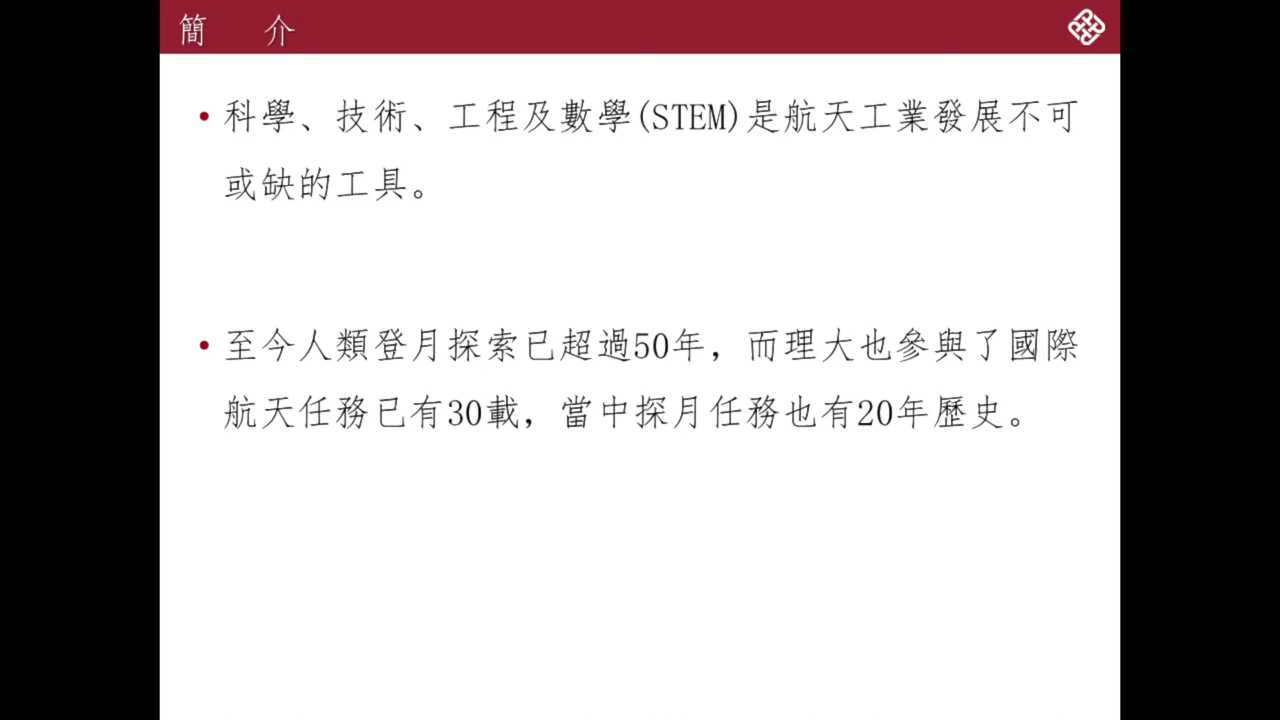 簡　介
科學、技術、工程及數學(STEM)是航天工業發展不可
或缺的工具。
至今人類登月探索已超過50年，而理大也參與了國際
航天任務已有30載，當中探月任務也有20年歷史。